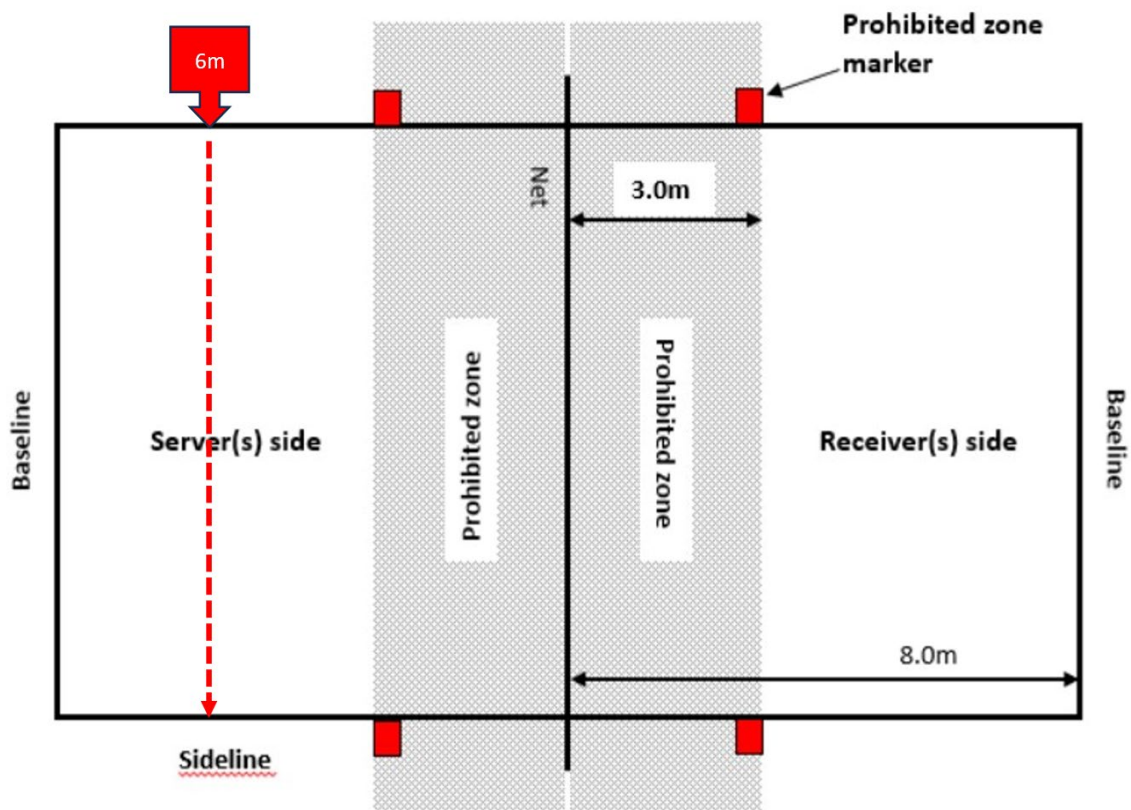 Prohibited zone
marker
6m
Net
3.0m
Prohibited zone
Prohibited zone
Baseline
Server(s) side
Receiver(s) side
Baseline
8.0m
Sideline